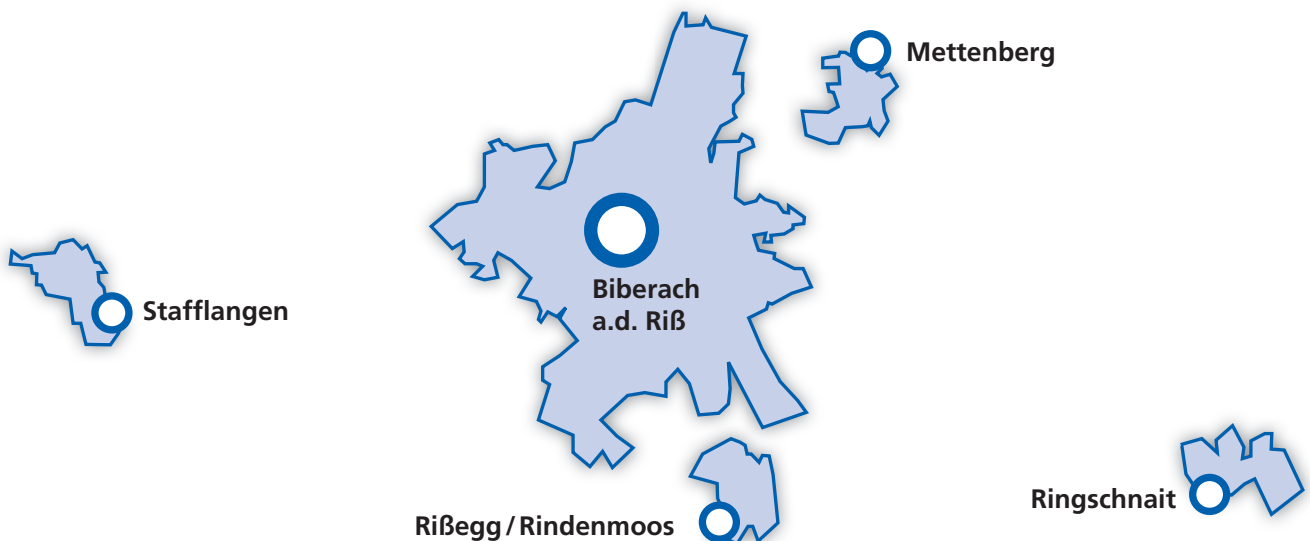 Mettenberg
Biberach
a.d. Riß
Stafflangen
Ringschnait
Rißegg / Rindenmoos